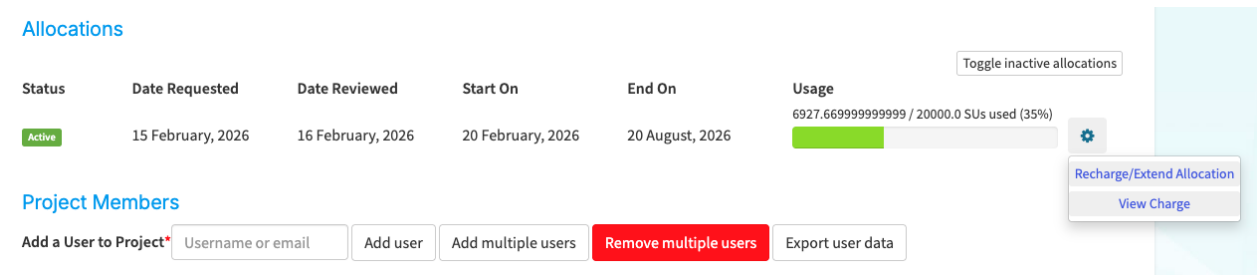 Allocations
Toggle inactive allocations
Status Date Requested Date Reviewed Start On End On Usage
6927.669999999999 / 20000.0 SUs used (35%)
Active 15 February, 2026 16 February, 2026 20 February, 2026 20 August, 2026
Recharge/Extend Allocation
View Charge
Project Members
Add a User to Project* Username or email Add user Add multiple users Remove multiple users Export user data